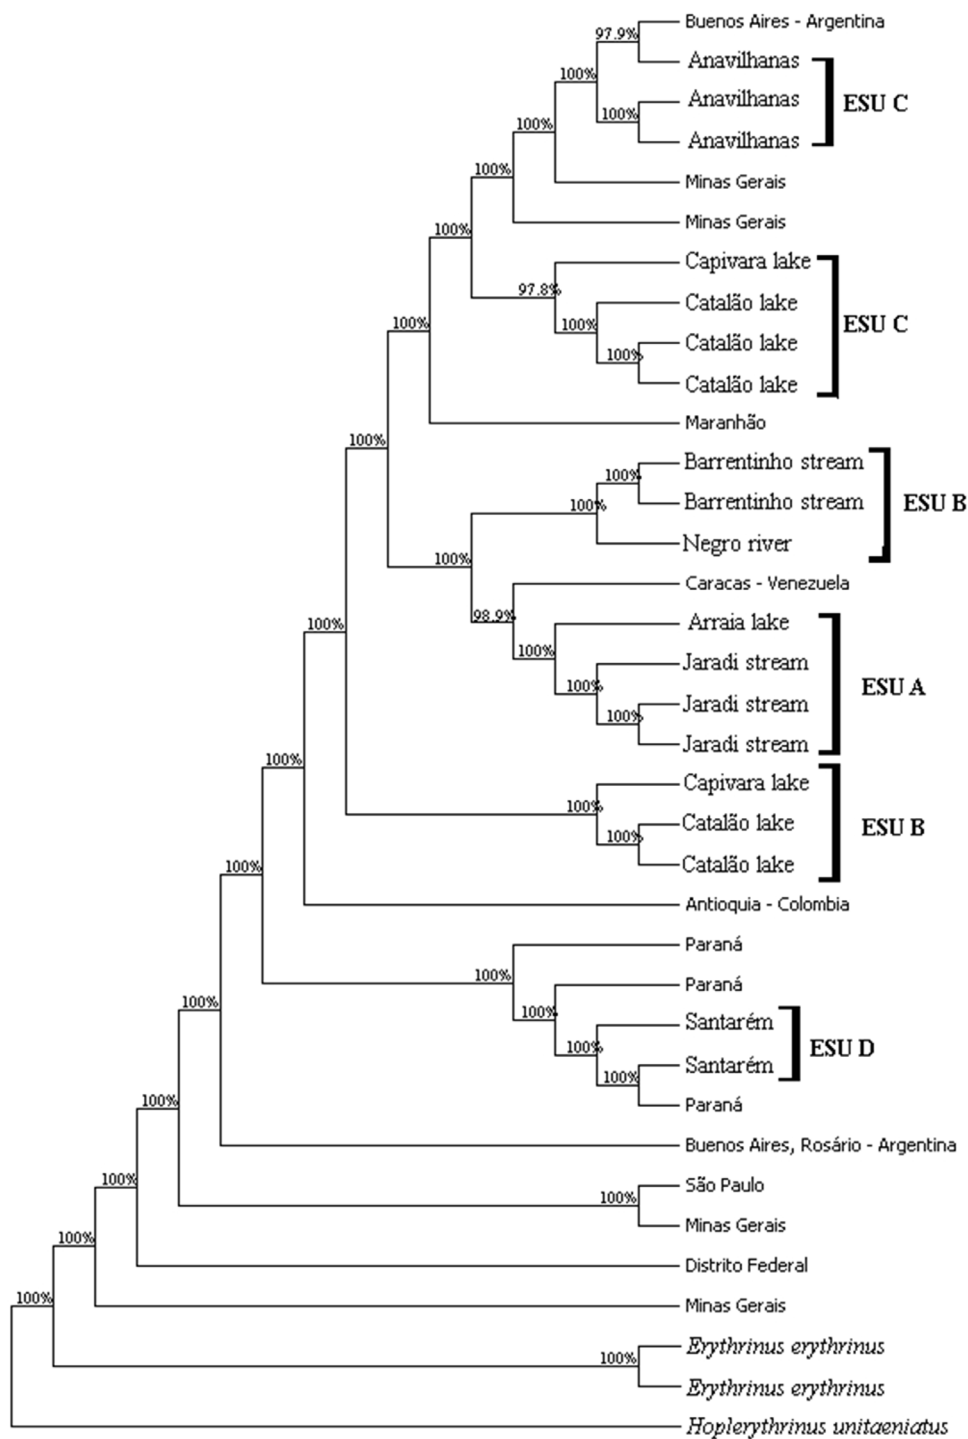 Buenos Aires - Argentina
97.9%
Anavilhanas
100%
ESU C
Anavilhanas
100%
Anavilhanas
100%
Minas Gerais
100%
Minas Gerais
100%
Capivara lake
97.8%
Catalão lake
100%
ESU C
Catalão lake
100%
100%
Catalão lake
Maranhão
100%
Barrentinho stream
100%
Barrentinho stream
100%
ESU B
Negro river
100%
Caracas - Venezuela
98.9%
Arraia lake
100%
100%
Jaradi stream
100%
ESU A
Jaradi stream
100%
Jaradi stream
100%
Capivara lake
100%
Catalão lake
ESU B
100%
Catalão lake
100%
Antioquia - Colombia
Paraná
100%
Paraná
100%
100%
Santarém
100%
ESU D
Santarém
100%
Paraná
100%
Buenos Aires, Rosário - Argentina
100%
São Paulo
100%
Minas Gerais
100%
Distrito Federal
100%
Minas Gerais
Erythrinus erythrinus
100%
Erythrinus erythrinus
Hoplerythrinus unitaeniatus